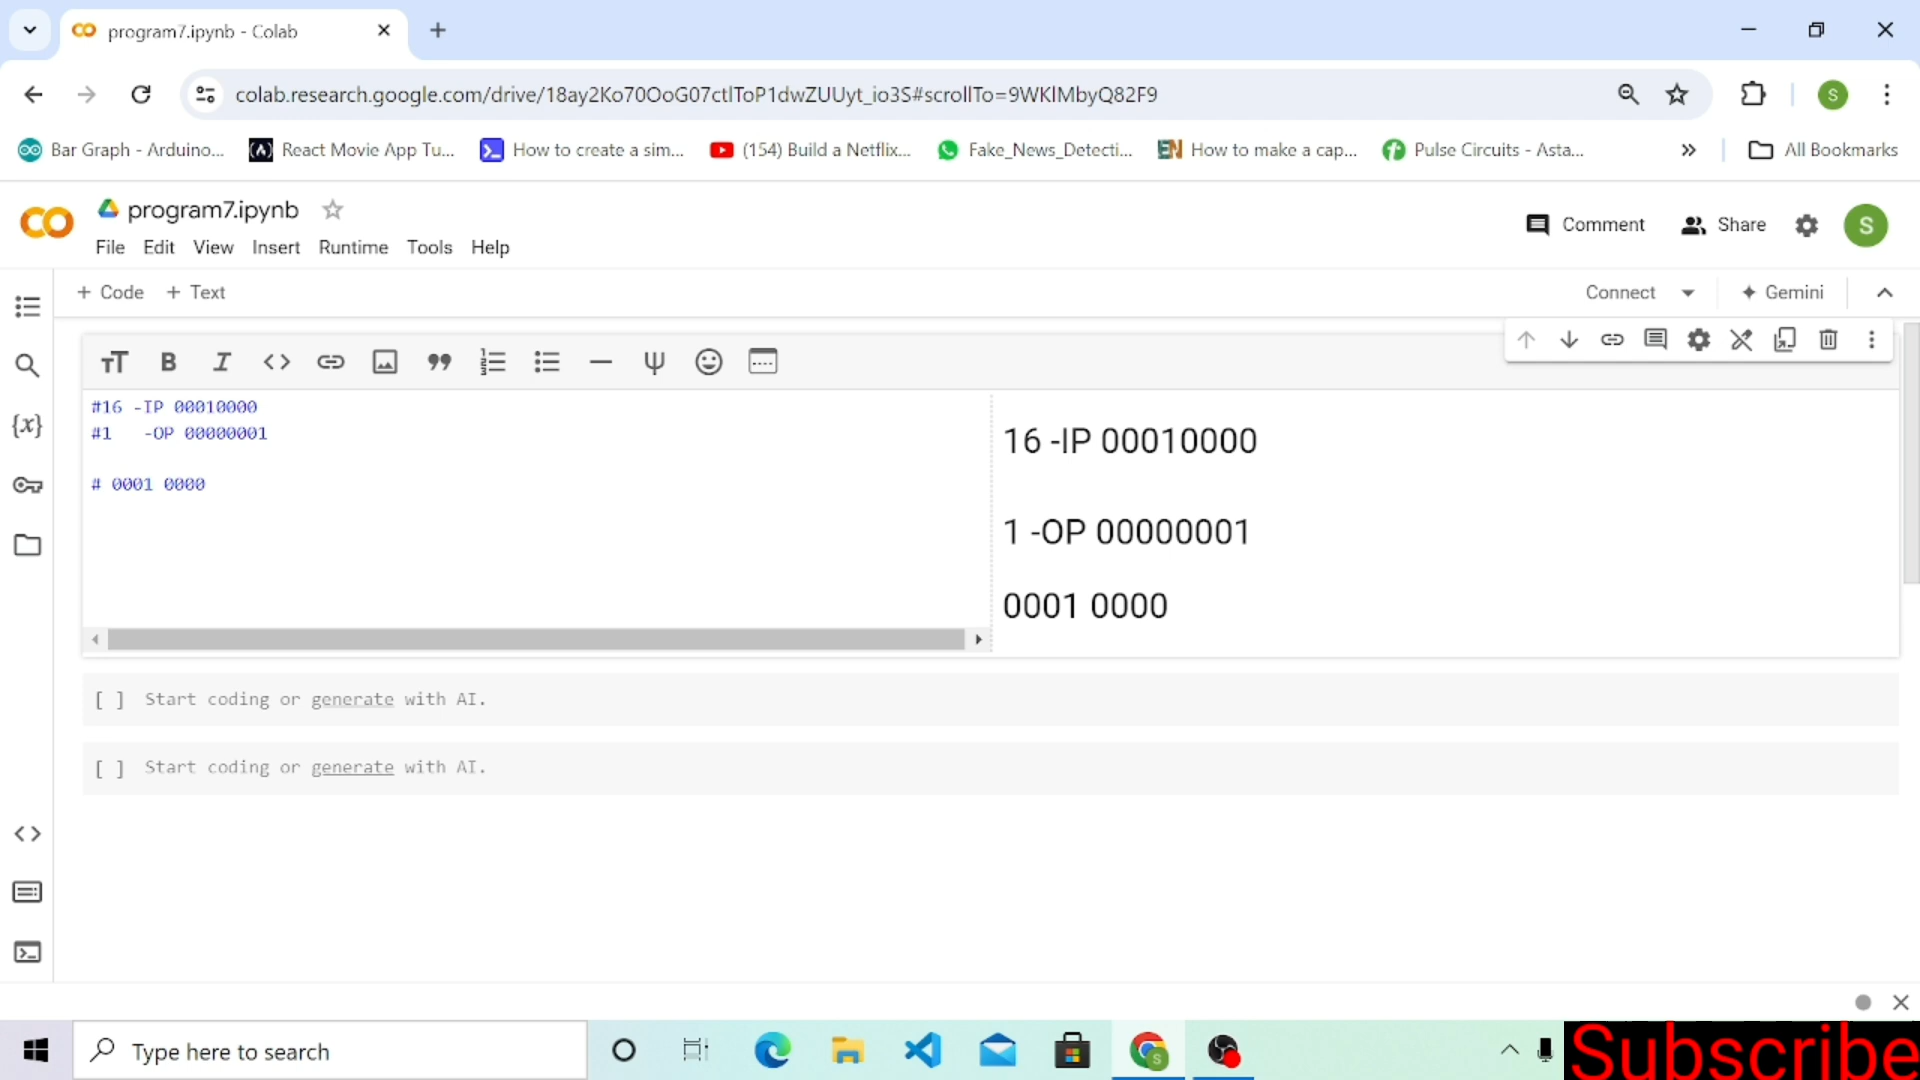 program7.ipynb - Colab
colab.research.google.com/drive/18ay2Ko70OoG07ctlToP1dwZUUyt_io3S#scrollTo=9WKlMbyQ82F9
S
Bar Graph - Arduino...
React Movie App Tu...
How to create a sim...
(154) Build a Netflix...
Fake_News_Detecti...
EN How to make a cap...
Pulse Circuits - Asta...
»
All Bookmarks
program7.ipynb
Comment
Share
S
File Edit View Insert Runtime Tools Help
+ Code + Text
Connect
Gemini
#16 -IP 00010000
#1 -OP 00000001
# 0001 0000
16 -IP 00010000
1 -OP 00000001
0001 0000
[ ] Start coding or generate with AI.
[ ] Start coding or generate with AI.
Type here to search
Subscribe